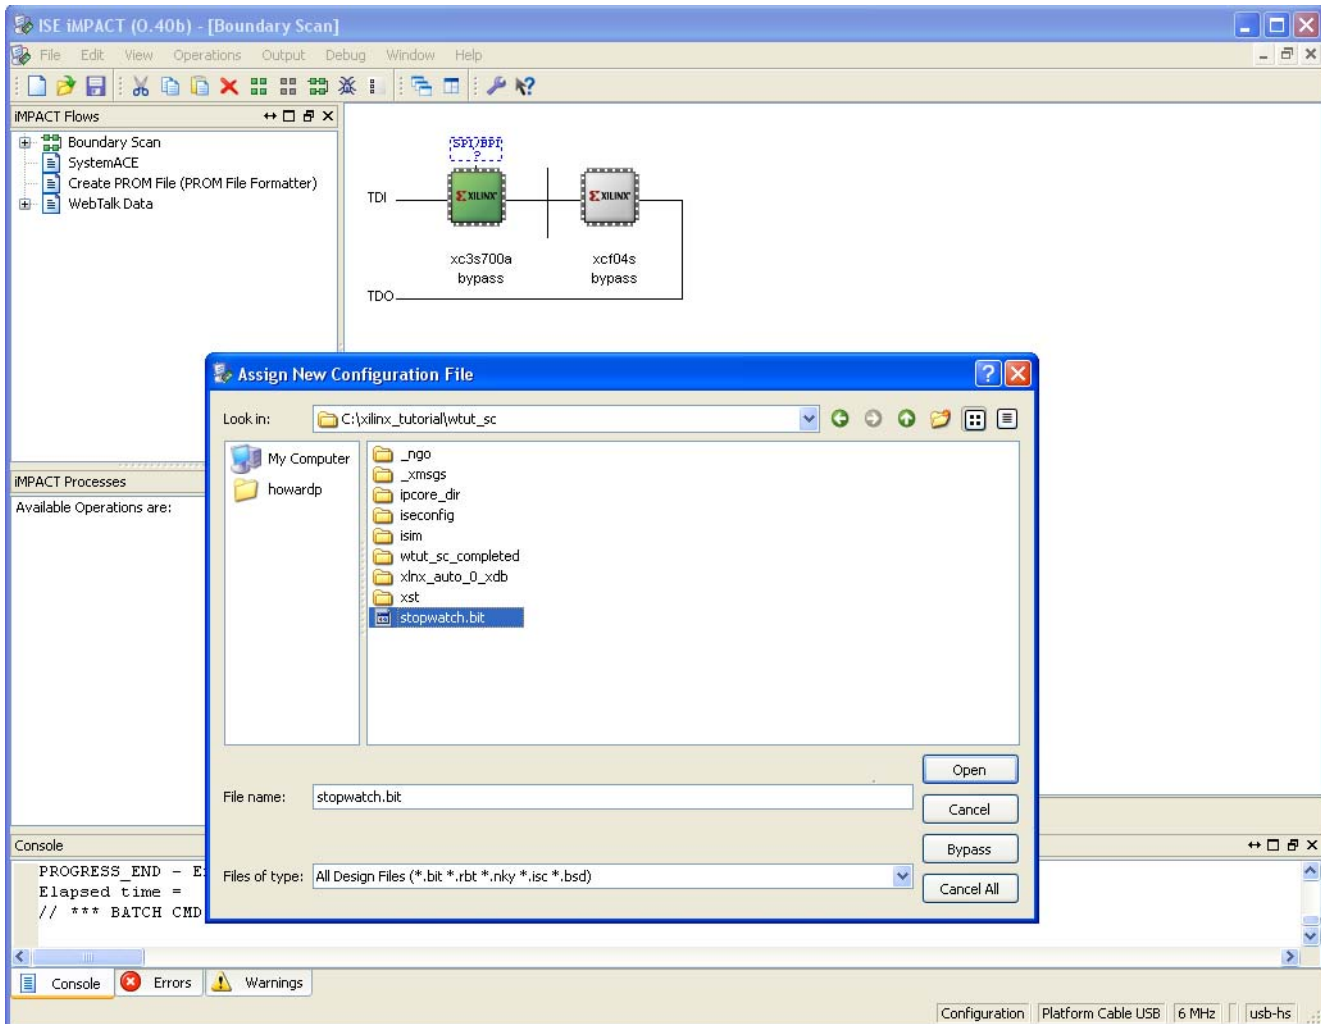 ISE iMPACT (O.40b) - [Boundary Scan]
File Edit View Operations Output Debug Window Help
iMPACT Flows
Boundary Scan
SystemACE
Create PROM File (PROM File Formatter)
WebTalk Data
SPI/BPI
?
TDI
XILINX
XILINX
xc3s700a
bypass
xcf04s
bypass
TDO
Assign New Configuration File
Look in:
C:\xilinx_tutorial\wtut_sc
My Computer
howardp
_ngo
_xmsgs
ipcore_dir
iseconfig
isim
wtut_sc_completed
xlnx_auto_0_xdb
xst
stopwatch.bit
File name:
stopwatch.bit
Files of type:
All Design Files (*.bit *.rbt *.nky *.isc *.bsd)
Open
Cancel
Bypass
Cancel All
iMPACT Processes
Available Operations are:
Console
PROGRESS_END - E
Elapsed time =
// *** BATCH CMD
Console Errors Warnings
Configuration Platform Cable USB 6 MHz usb-hs